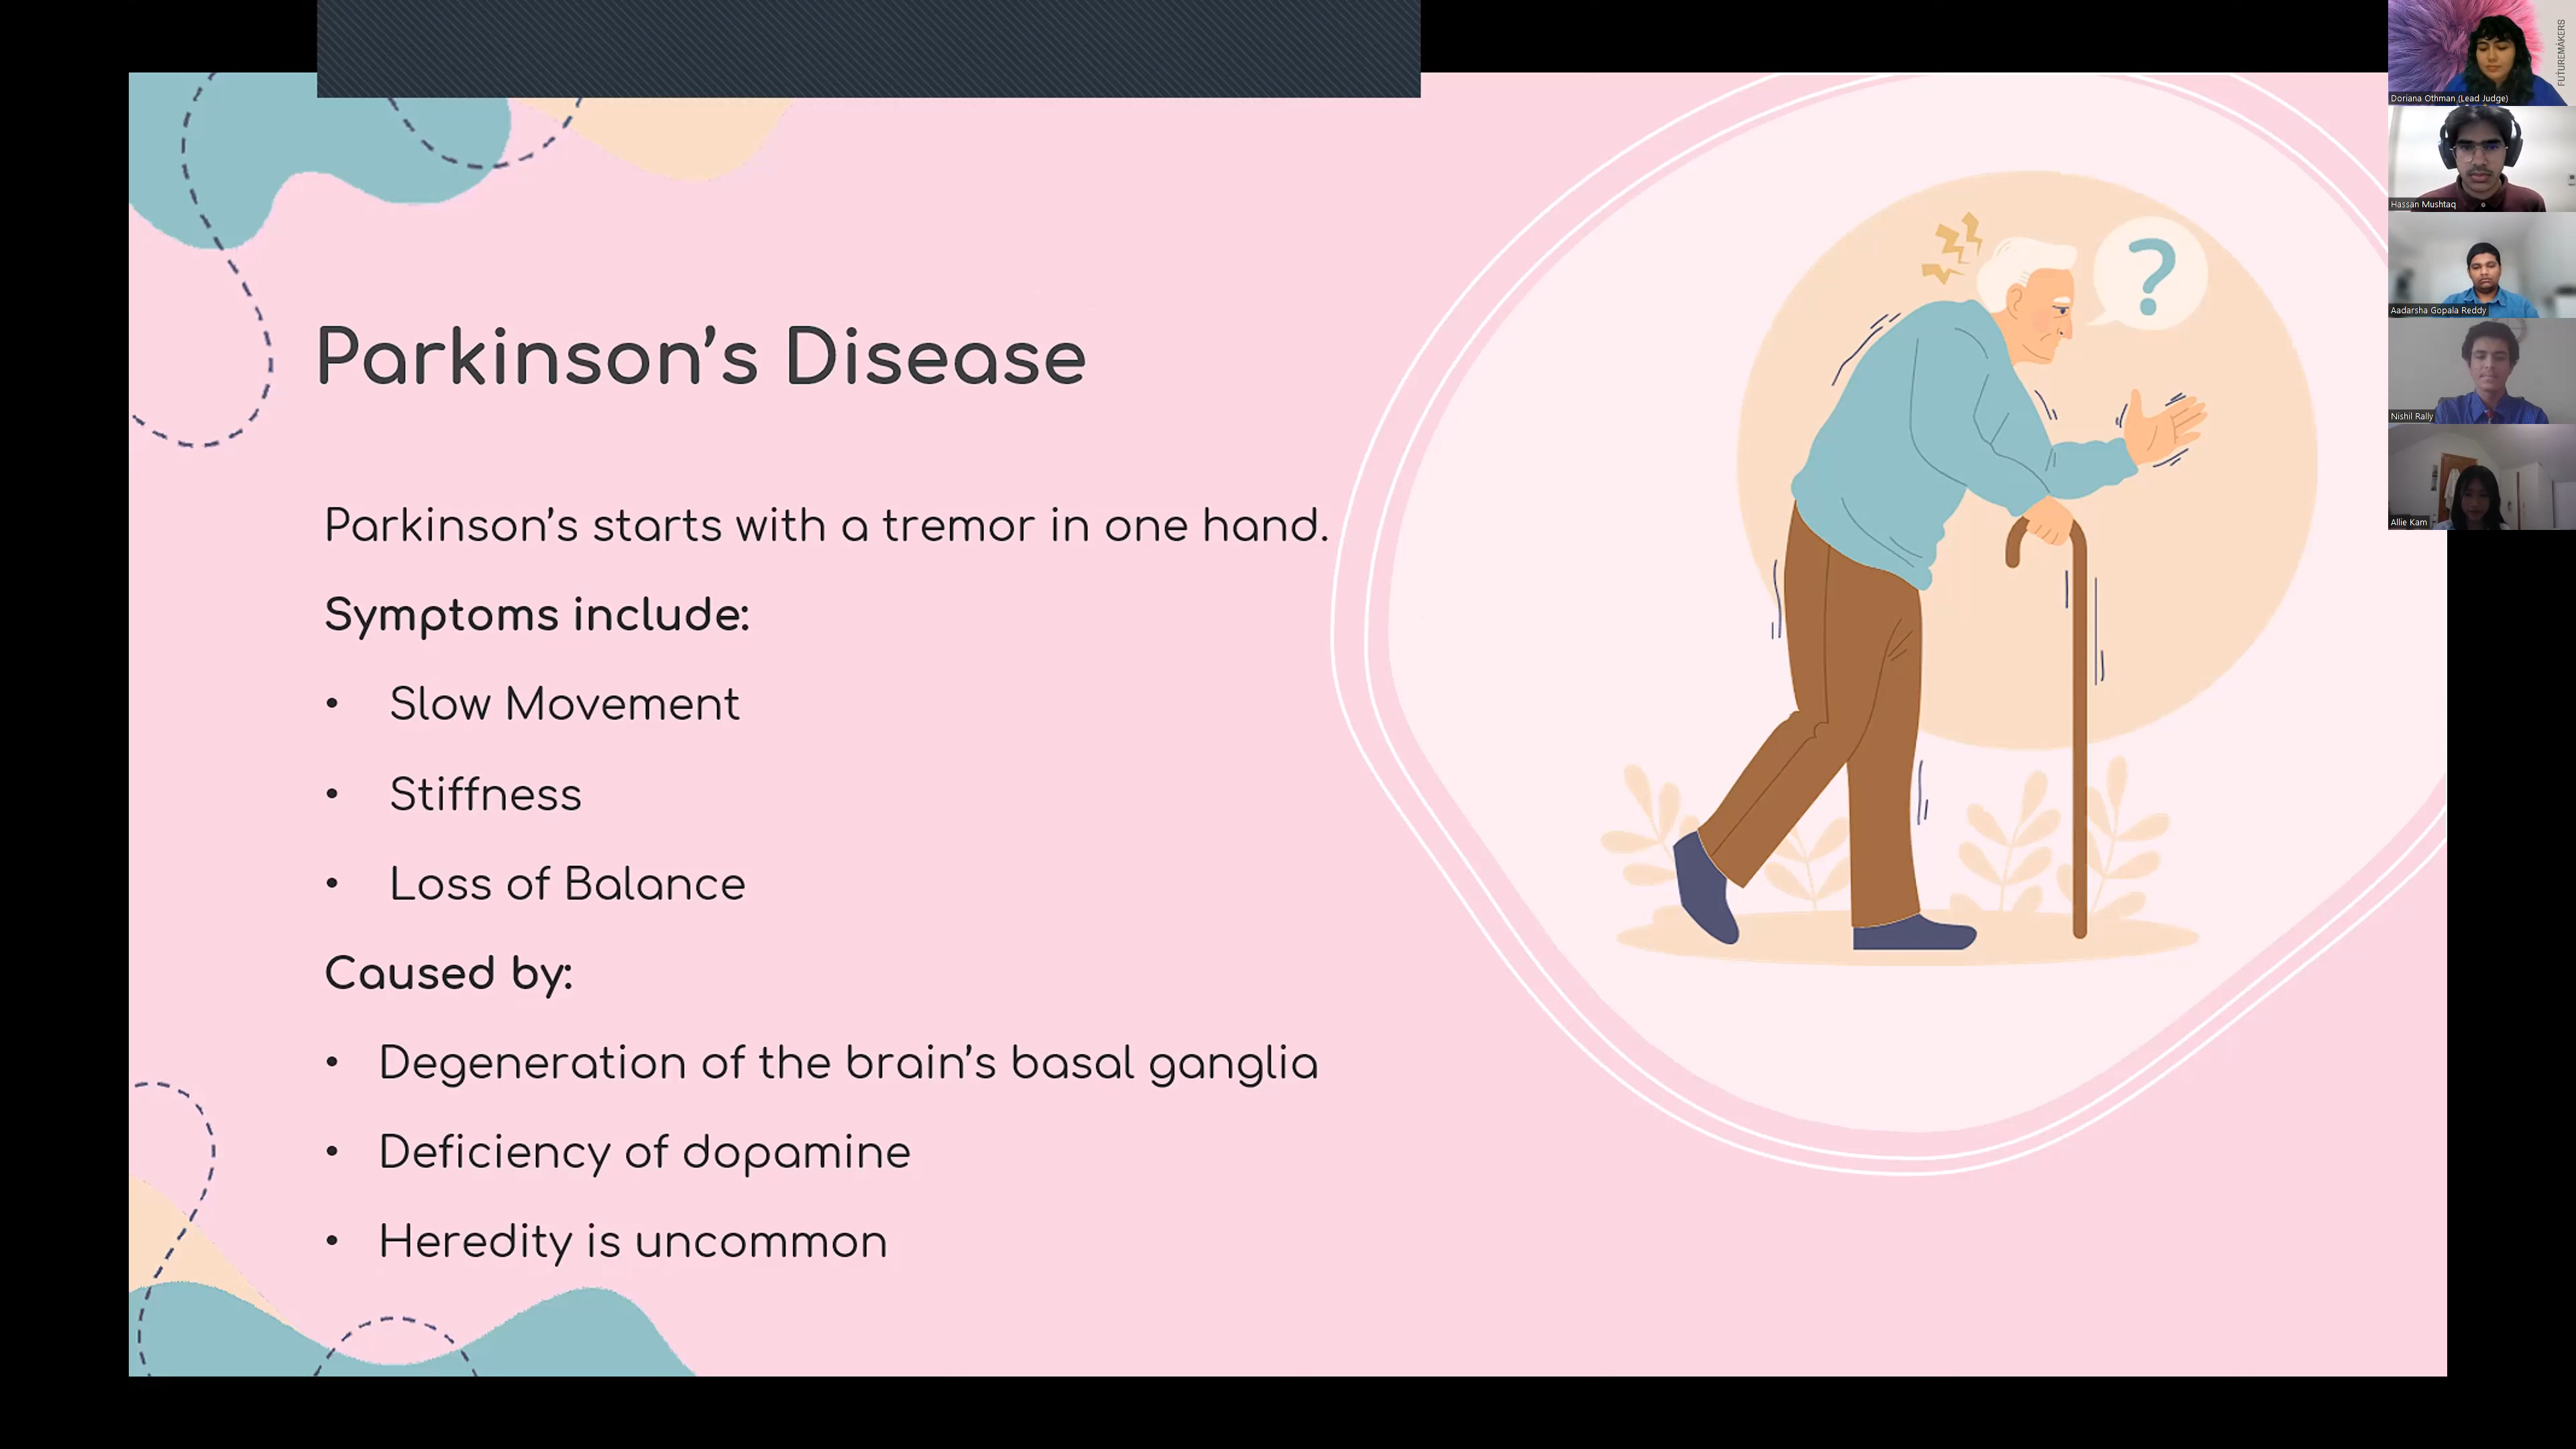 Parkinson's Disease
Parkinson's starts with a tremor in one hand.
Symptoms include:
• Slow Movement
• Stiffness
• Loss of Balance
Caused by:
• Degeneration of the brain's basal ganglia
• Deficiency of dopamine
• Heredity is uncommon
?
FUTUREMAKERS
Doriana Othman (Lead Judge)
Hassan Mushtaq
Aadarsha Gopala Reddy
Nishil Rally
Allie Kam